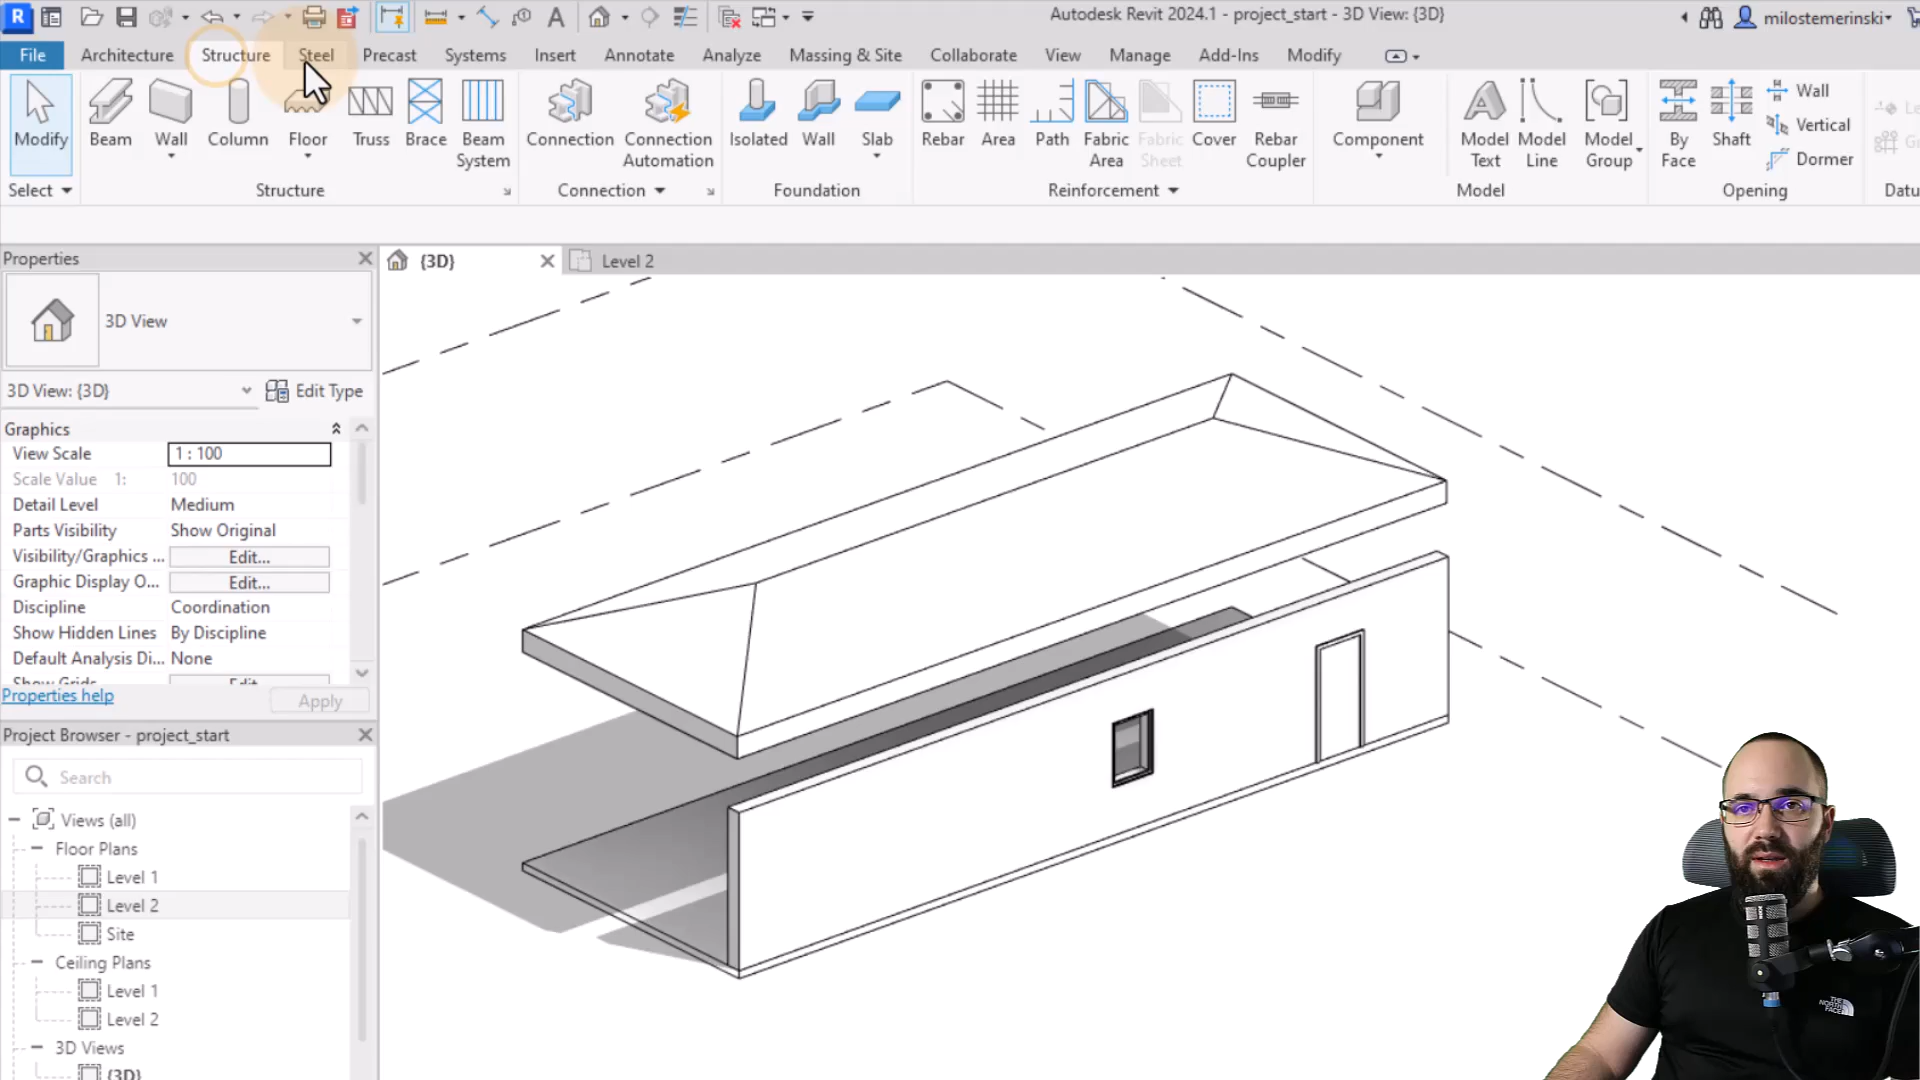 R
Autodesk Revit 2024.1 - project_start - 3D View: {3D}
milostemerinski
File
Architecture
Structure
Steel
Precast
Systems
Insert
Annotate
Analyze
Massing & Site
Collaborate
View
Manage
Add-Ins
Modify
Modify
Beam
Wall
Column
Floor
Truss
Brace
Beam
System
Connection
Connection
Automation
Isolated
Wall
Slab
Rebar
Area
Path
Fabric
Area
Fabric
Sheet
Cover
Rebar
Coupler
Component
Model
Text
Model
Line
Model
Group
By
Face
Shaft
Wall
Vertical
Dormer
Select
Structure
Connection
Foundation
Reinforcement
Model
Opening
Datu
Properties
{3D}
Level 2
3D View
3D View: {3D}
Edit Type
Graphics
View Scale
1 : 100
Scale Value 1:
100
Detail Level
Medium
Parts Visibility
Show Original
Visibility/Graphics ...
Edit...
Graphic Display O...
Edit...
Discipline
Coordination
Show Hidden Lines
By Discipline
Default Analysis Di...
None
Show Grids
Edit...
Properties help
Apply
Project Browser - project_start
Search
Views (all)
Floor Plans
Level 1
Level 2
Site
Ceiling Plans
Level 1
Level 2
3D Views
{3D}
THE
NORTH
FACE